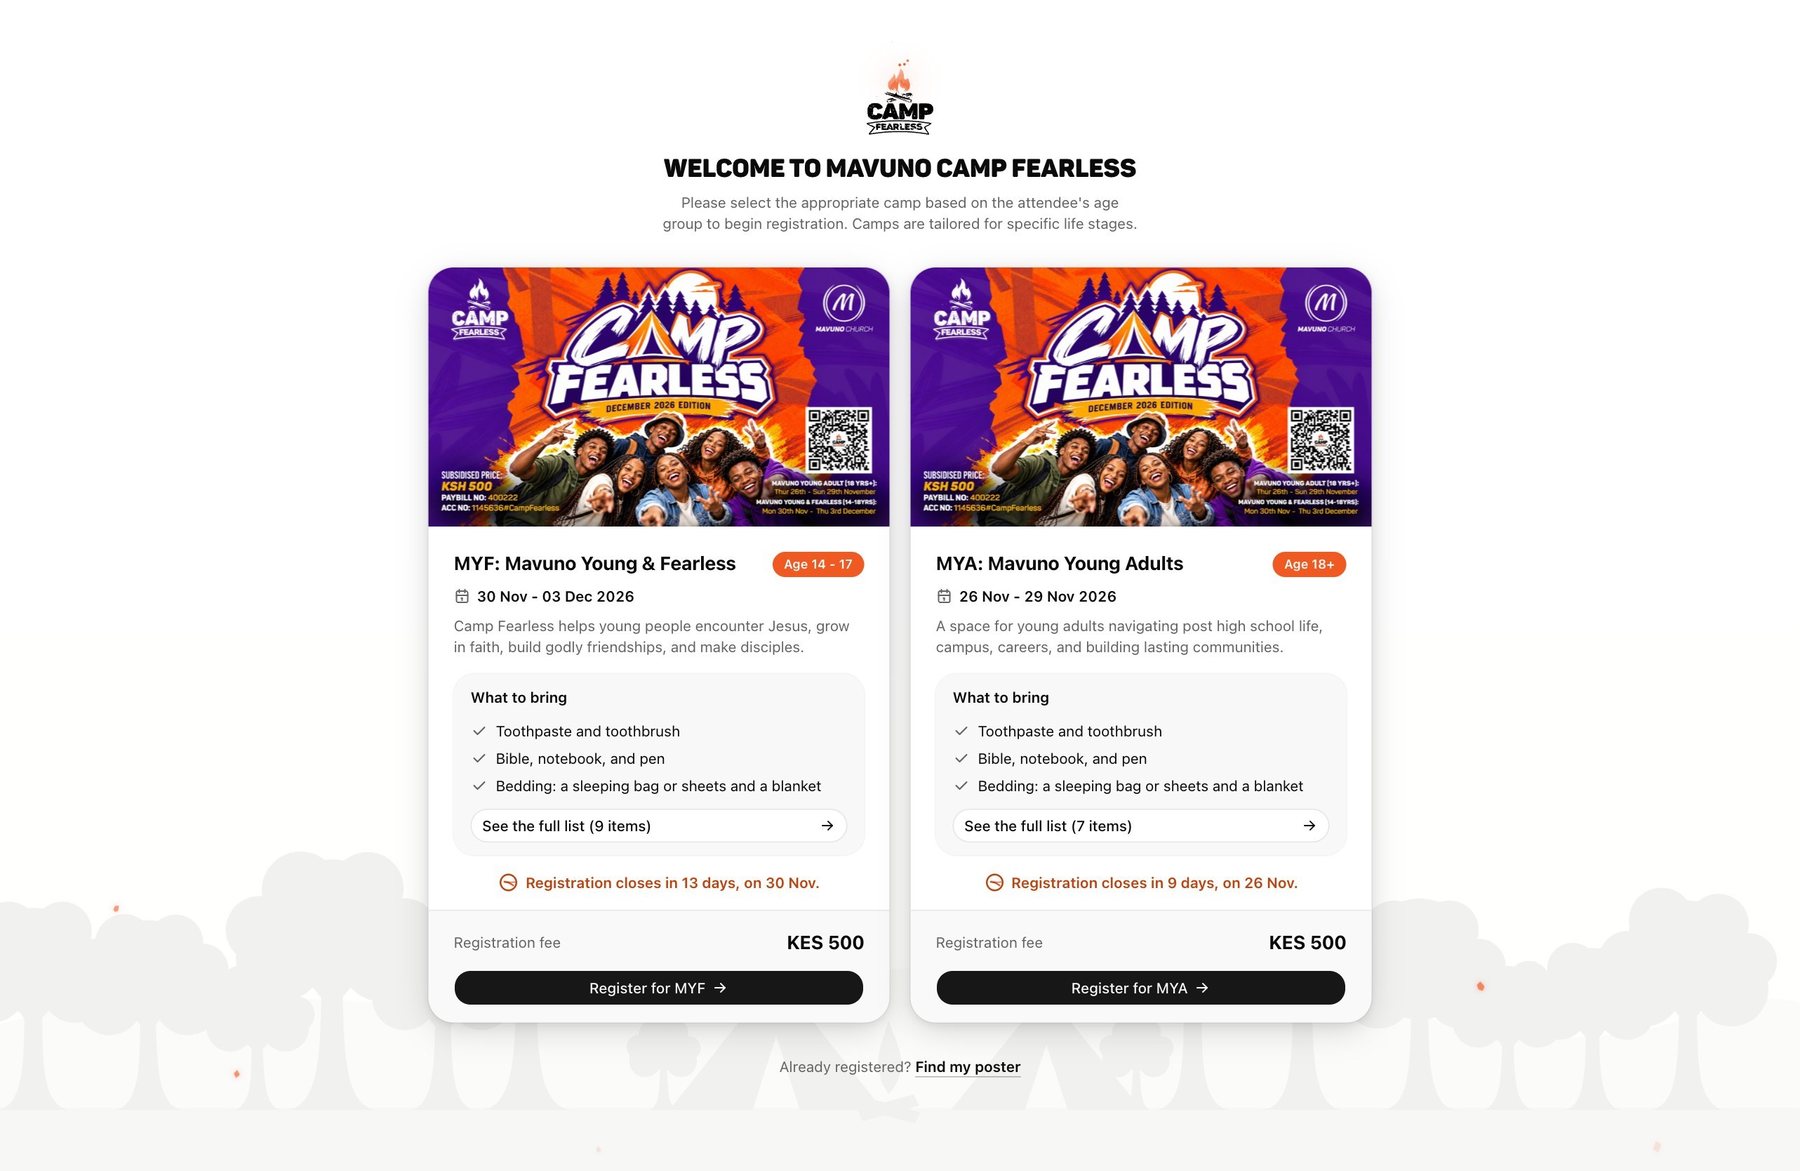 CAMP
FEARLESS
WELCOME TO MAVUNO CAMP FEARLESS
Please select the appropriate camp based on the attendee's age
group to begin registration. Camps are tailored for specific life stages.
CAMP
FEARLESS
M
MAVUNO CHURCH
CAMP
FEARLESS
DECEMBER 2026 EDITION
CAMP
SUBSIDISED PRICE:
KSH 500
PAYBILL NO: 400222
ACC NO: 1145636#CampFearless
MAVUNO YOUNG ADULT [18 YRS+]:
Thur 26th - Sun 29th November
MAVUNO YOUNG & FEARLESS [14-18YRS]:
Mon 30th Nov - Thu 3rd December
MYF: Mavuno Young & Fearless
Age 14 - 17
30 Nov - 03 Dec 2026
Camp Fearless helps young people encounter Jesus, grow
in faith, build godly friendships, and make disciples.
What to bring
Toothpaste and toothbrush
Bible, notebook, and pen
Bedding: a sleeping bag or sheets and a blanket
See the full list (9 items)
Registration closes in 13 days, on 30 Nov.
Registration fee
KES 500
Register for MYF
CAMP
FEARLESS
M
MAVUNO CHURCH
CAMP
FEARLESS
DECEMBER 2026 EDITION
CAMP
SUBSIDISED PRICE:
KSH 500
PAYBILL NO: 400222
ACC NO: 1145636#CampFearless
MAVUNO YOUNG ADULT [18 YRS+]:
Thur 26th - Sun 29th November
MAVUNO YOUNG & FEARLESS [14-18YRS]:
Mon 30th Nov - Thu 3rd December
MYA: Mavuno Young Adults
Age 18+
26 Nov - 29 Nov 2026
A space for young adults navigating post high school life,
campus, careers, and building lasting communities.
What to bring
Toothpaste and toothbrush
Bible, notebook, and pen
Bedding: a sleeping bag or sheets and a blanket
See the full list (7 items)
Registration closes in 9 days, on 26 Nov.
Registration fee
KES 500
Register for MYA
Already registered? Find my poster